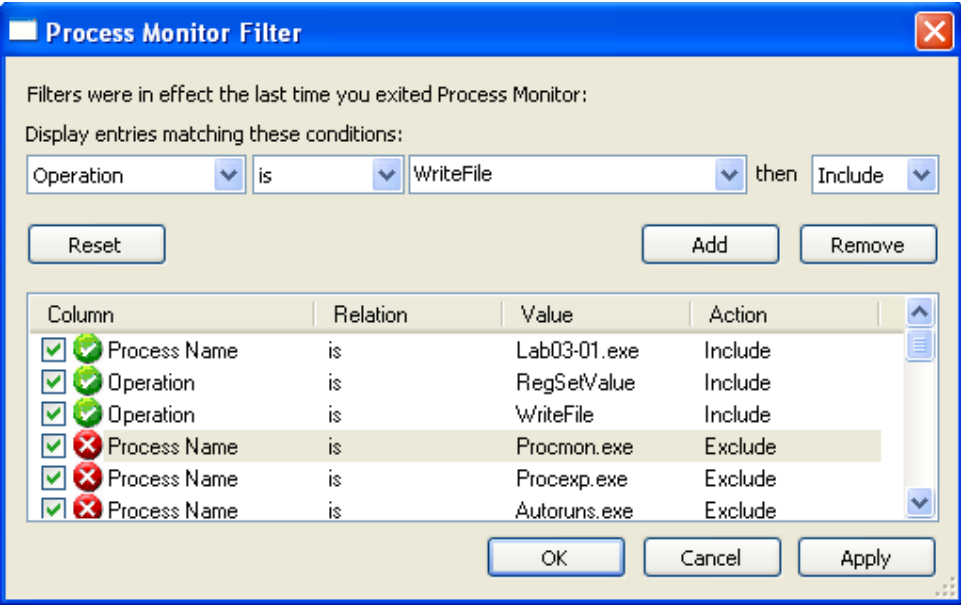 Process Monitor Filter
Filters were in effect the last time you exited Process Monitor:
Display entries matching these conditions:
Operation is WriteFile then Include
Reset Add Remove
Column Relation Value Action
Process Name is Lab03-01.exe Include
Operation is RegSetValue Include
Operation is WriteFile Include
Process Name is Procmon.exe Exclude
Process Name is Procexp.exe Exclude
Process Name is Autoruns.exe Exclude
OK Cancel Apply